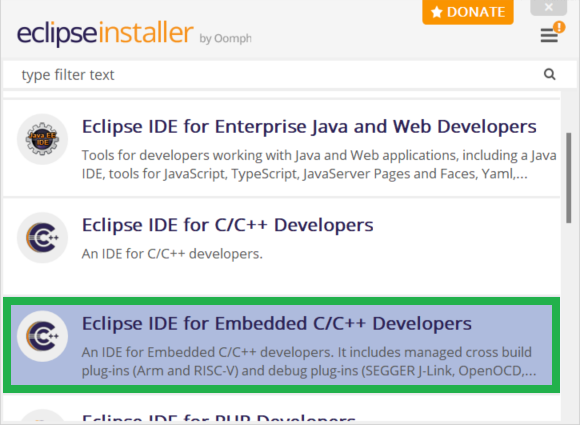 DONATE
eclipseinstaller by Oomph
!
type filter text
Java EE
IDE
Eclipse IDE for Enterprise Java and Web Developers
Tools for developers working with Java and Web applications, including a Java
IDE, tools for JavaScript, TypeScript, JavaServer Pages and Faces, Yaml,...
C++
Eclipse IDE for C/C++ Developers
An IDE for C/C++ developers.
C++
Eclipse IDE for Embedded C/C++ Developers
An IDE for Embedded C/C++ developers. It includes managed cross build
plug-ins (Arm and RISC-V) and debug plug-ins (SEGGER J-Link, OpenOCD,...
Eclipse IDE for PHP Developers